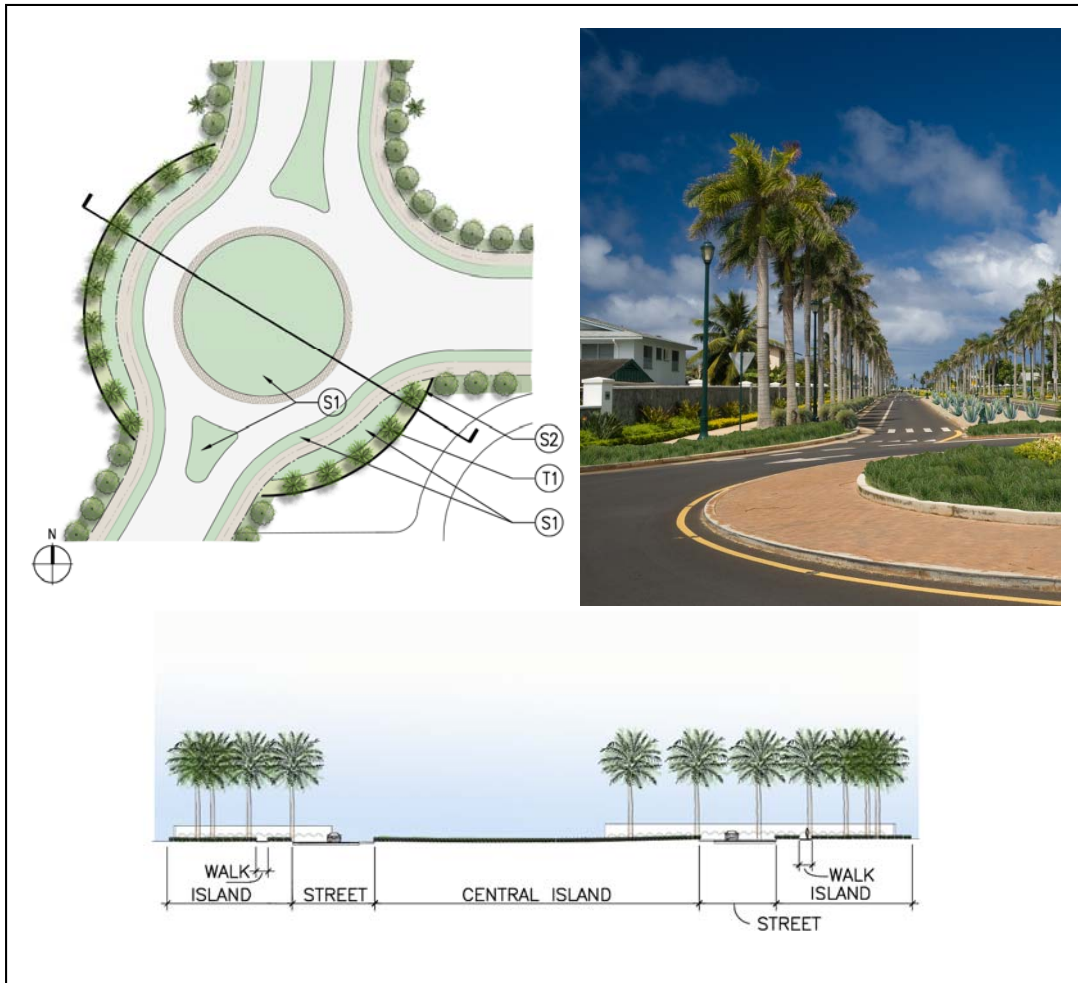 S1
S2
T1
S1
N
WALK
ISLAND
STREET
CENTRAL ISLAND
STREET
WALK
ISLAND